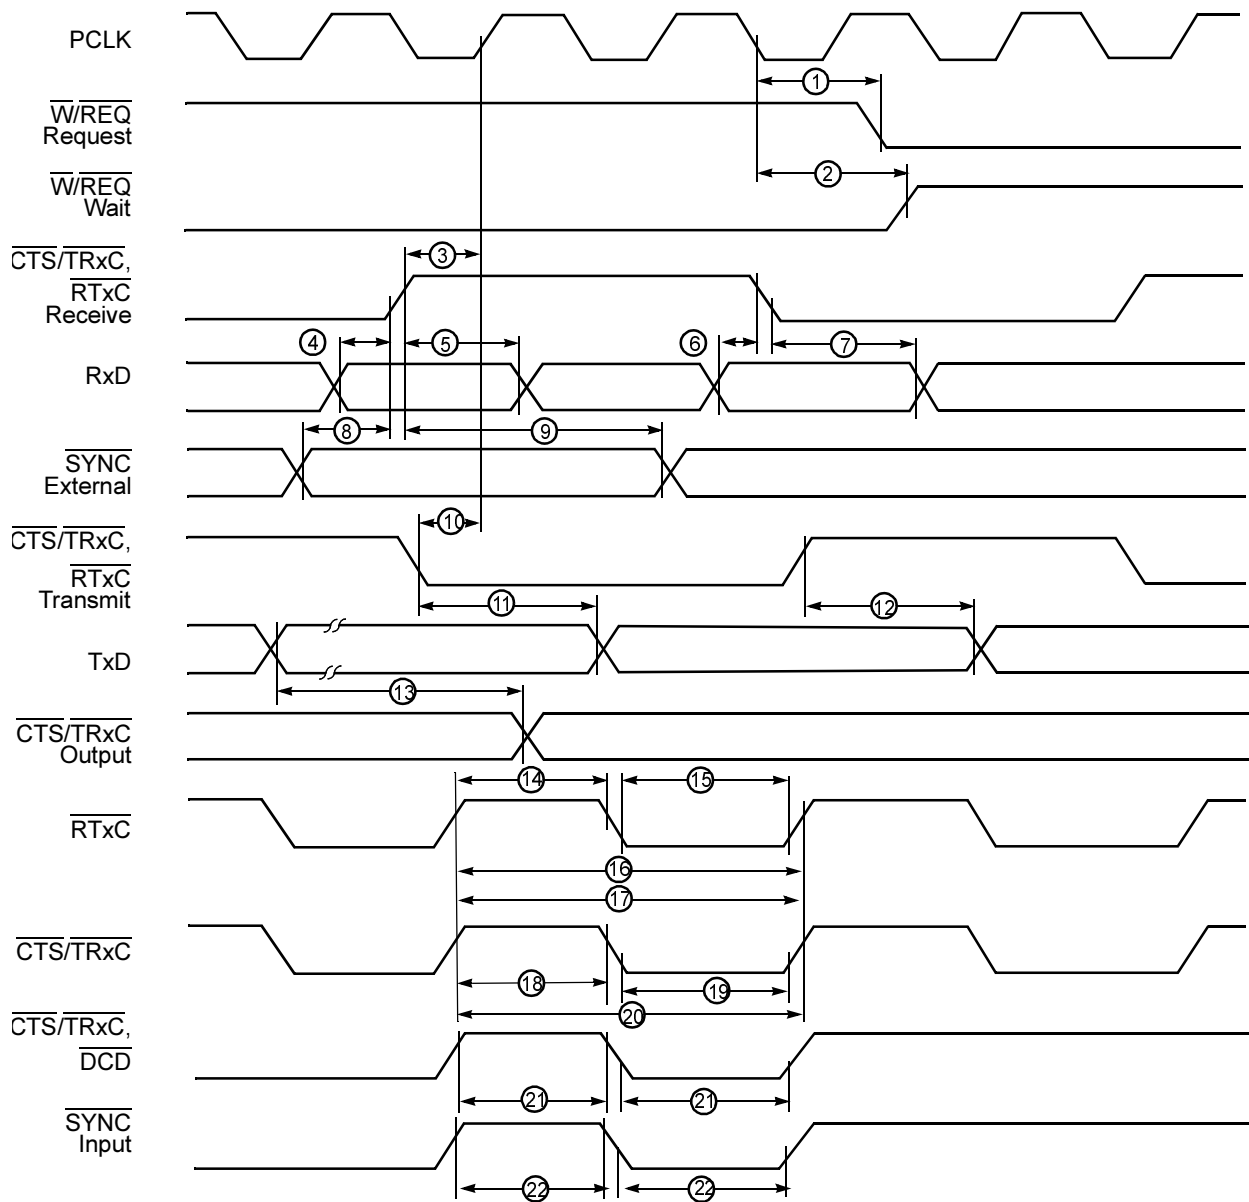 PCLK
1
W/REQ
Request
2
W/REQ
Wait
3
CTS/TRxC,
RTxC
Receive
4
5
6
7
RxD
8
9
SYNC
External
10
CTS/TRxC,
RTxC
Transmit
11
12
TxD
13
CTS/TRxC
Output
14
15
RTxC
16
17
CTS/TRxC
18
19
20
CTS/TRxC,
DCD
21
21
SYNC
Input
22
22